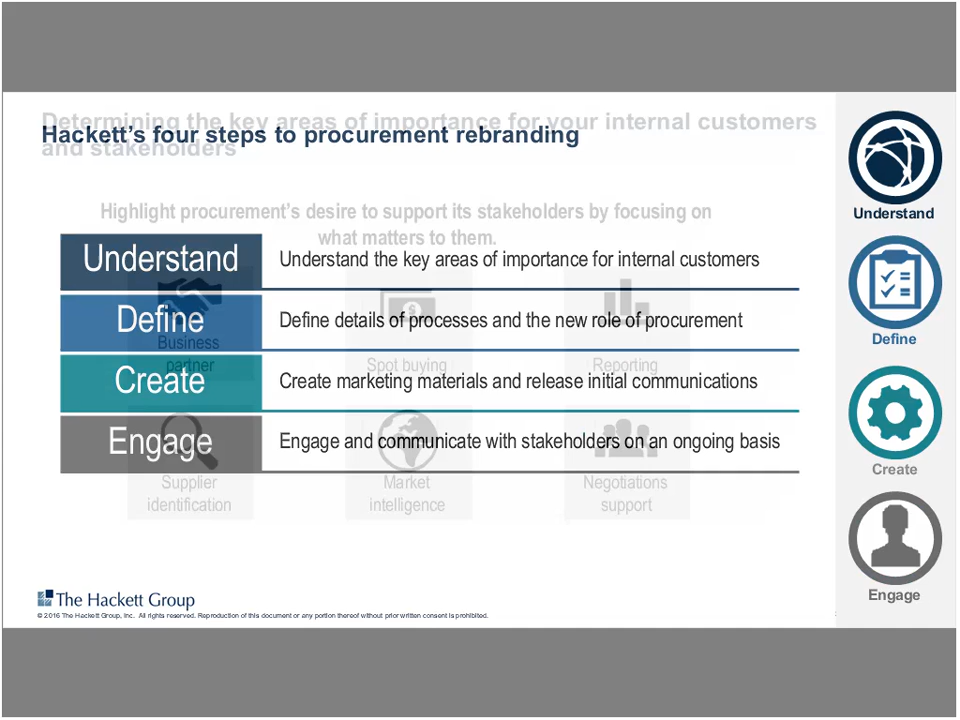 Determining the key areas of importance for your internal customers
Hackett's four steps to procurement rebranding
and stakeholders
Highlight procurement's desire to support its stakeholders by focusing on
what matters to them.
Understand
Understand the key areas of importance for internal customers
Define
Define details of processes and the new role of procurement
Business
partner
Spot buying
Reporting
Create
Create marketing materials and release initial communications
Engage
Engage and communicate with stakeholders on an ongoing basis
Supplier
identification
Market
intelligence
Negotiations
support
Understand
Define
Create
Engage
The Hackett Group
© 2016 The Hackett Group, Inc. All rights reserved. Reproduction of this document or any portion thereof without prior written consent is prohibited.